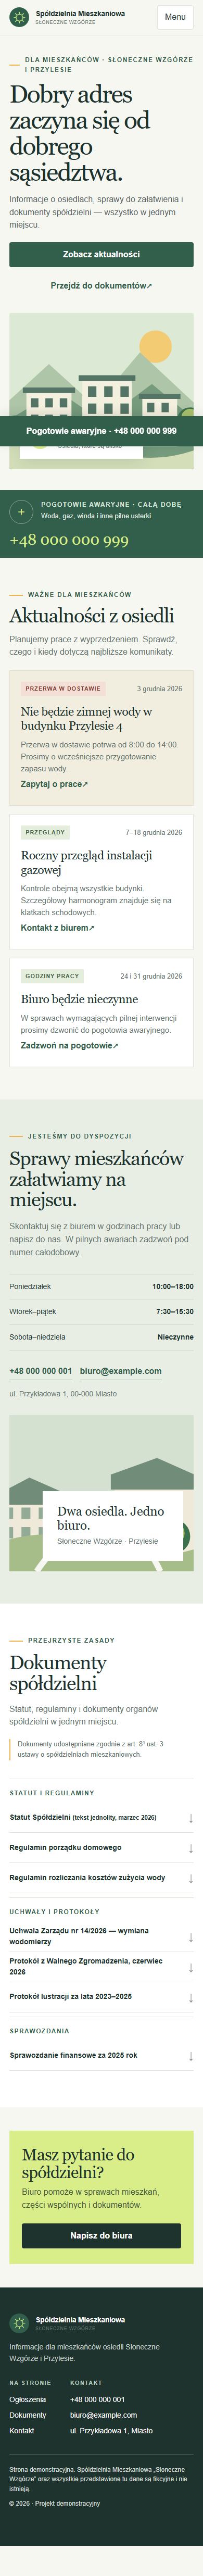 Spółdzielnia Mieszkaniowa
SŁONECZNE WZGÓRZE
Menu
DLA MIESZKAŃCÓW · SŁONECZNE WZGÓRZE
I PRZYLESIE
Dobry adres
zaczyna się od
dobrego
sąsiedztwa.
Informacje o osiedlach, sprawy do załatwienia i
dokumenty spółdzielni — wszystko w jednym
miejscu.
Zobacz aktualności
Przejdź do dokumentów↗
Pogotowie awaryjne · +48 000 000 999
POGOTOWIE AWARYJNE · CAŁĄ DOBĘ
Woda, gaz, winda i inne pilne usterki
+48 000 000 999
WAŻNE DLA MIESZKAŃCÓW
Aktualności z osiedli
Planujemy prace z wyprzedzeniem. Sprawdź,
czego i kiedy dotyczą najbliższe komunikaty.
PRZERWA W DOSTAWIE
3 grudnia 2026
Nie będzie zimnej wody w
budynku Przylesie 4
Przerwa w dostawie potrwa od 8:00 do 14:00.
Prosimy o wcześniejsze przygotowanie
zapasu wody.
Zapytaj o prace↗
PRZEGLĄDY
7–18 grudnia 2026
Roczny przegląd instalacji
gazowej
Kontrole obejmą wszystkie budynki.
Szczegółowy harmonogram znajduje się na
klatkach schodowych.
Kontakt z biurem↗
GODZINY PRACY
24 i 31 grudnia 2026
Biuro będzie nieczynne
W sprawach wymagających pilnej interwencji
prosimy dzwonić do pogotowia awaryjnego.
Zadzwoń na pogotowie↗
JESTEŚMY DO DYSPOZYCJI
Sprawy mieszkańców
załatwiamy na
miejscu.
Skontaktuj się z biurem w godzinach pracy lub
napisz do nas. W pilnych awariach zadzwoń pod
numer całodobowy.
Poniedziałek
10:00–18:00
Wtorek–piątek
7:30–15:30
Sobota–niedziela
Nieczynne
+48 000 000 001
biuro@example.com
ul. Przykładowa 1, 00-000 Miasto
Dwa osiedla. Jedno
biuro.
Słoneczne Wzgórze · Przylesie
PRZEJRZYSTE ZASADY
Dokumenty
spółdzielni
Statut, regulaminy i dokumenty organów
spółdzielni w jednym miejscu.
Dokumenty udostępniane zgodnie z art. 8¹ ust. 3
ustawy o spółdzielniach mieszkaniowych.
STATUT I REGULAMINY
Statut Spółdzielni (tekst jednolity, marzec 2026)
Regulamin porządku domowego
Regulamin rozliczania kosztów zużycia wody
UCHWAŁY I PROTOKOŁY
Uchwała Zarządu nr 14/2026 — wymiana
wodomierzy
Protokół z Walnego Zgromadzenia, czerwiec
2026
Protokół lustracji za lata 2023–2025
SPRAWOZDANIA
Sprawozdanie finansowe za 2025 rok
Masz pytanie do
spółdzielni?
Biuro pomoże w sprawach mieszkań,
części wspólnych i dokumentów.
Napisz do biura
Spółdzielnia Mieszkaniowa
SŁONECZNE WZGÓRZE
Informacje dla mieszkańców osiedli Słoneczne
Wzgórze i Przylesie.
NA STRONIE
KONTAKT
Ogłoszenia
+48 000 000 001
Dokumenty
biuro@example.com
Kontakt
ul. Przykładowa 1, Miasto
Strona demonstracyjna. Spółdzielnia Mieszkaniowa „Słoneczne
Wzgórze” oraz wszystkie przedstawione tu dane są fikcyjne i nie
istnieją.
© 2026 · Projekt demonstracyjny